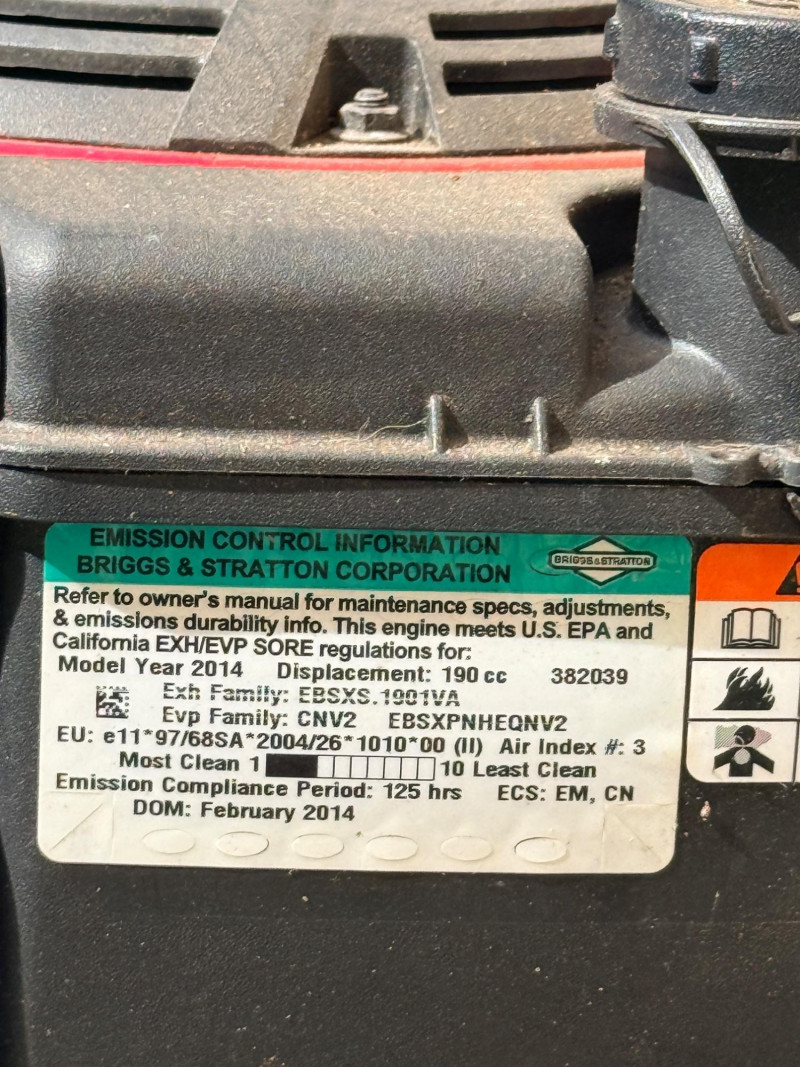 EMISSION CONTROL INFORMATION
BRIGGS & STRATTON CORPORATION
BRIGGS&STRATTON
Refer to owner's manual for maintenance specs, adjustments,
& emissions durability info. This engine meets U.S. EPA and
California EXH/EVP SORE regulations for:
Model Year 2014 Displacement: 190 cc 382039
Exh Family: EBSXS.1901VA
Evp Family: CNV2 EBSXPNHEQNV2
EU: e11*97/68SA*2004/26*1010*00 (II) Air Index #: 3
Most Clean 1 10 Least Clean
Emission Compliance Period: 125 hrs ECS: EM, CN
DOM: February 2014